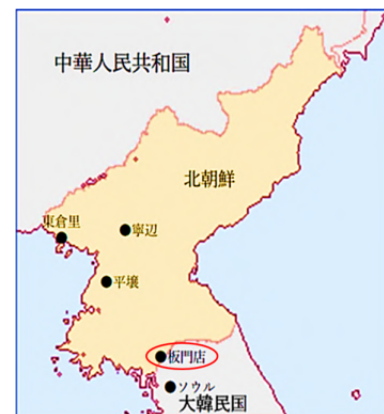 中華人民共和国
北朝鮮
東倉里
寧辺
平壌
板門店
ソウル
大韓民国